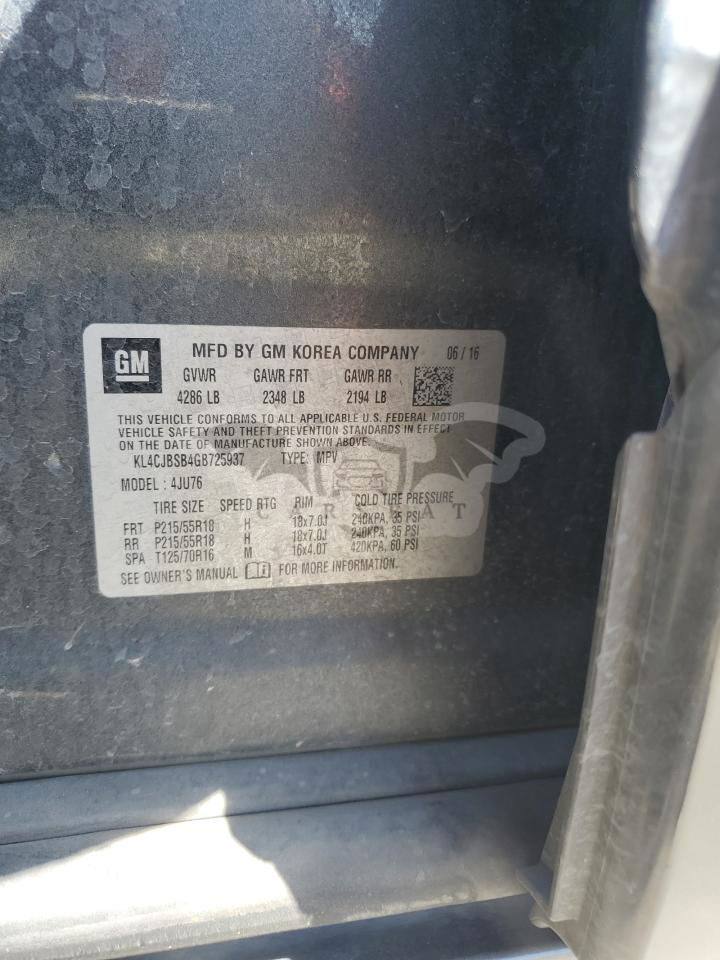 GM MFD BY GM KOREA COMPANY 06 / 16
GVWR GAWR FRT GAWR RR
4286 LB 2348 LB 2194 LB
THIS VEHICLE CONFORMS TO ALL APPLICABLE U.S. FEDERAL MOTOR
VEHICLE SAFETY AND THEFT PREVENTION STANDARDS IN EFFECT
ON THE DATE OF MANUFACTURE SHOWN ABOVE.
KL4CJBSB4GB725937 TYPE: MPV
MODEL : 4JU76
TIRE SIZE SPEED RTG RIM COLD TIRE PRESSURE
FRT P215/55R18 H 18x7.0J 240KPA, 35 PSI
RR P215/55R18 H 18x7.0J 240KPA, 35 PSI
SPA T125/70R16 M 16x4.0T 420KPA, 60 PSI
SEE OWNER'S MANUAL FOR MORE INFORMATION.